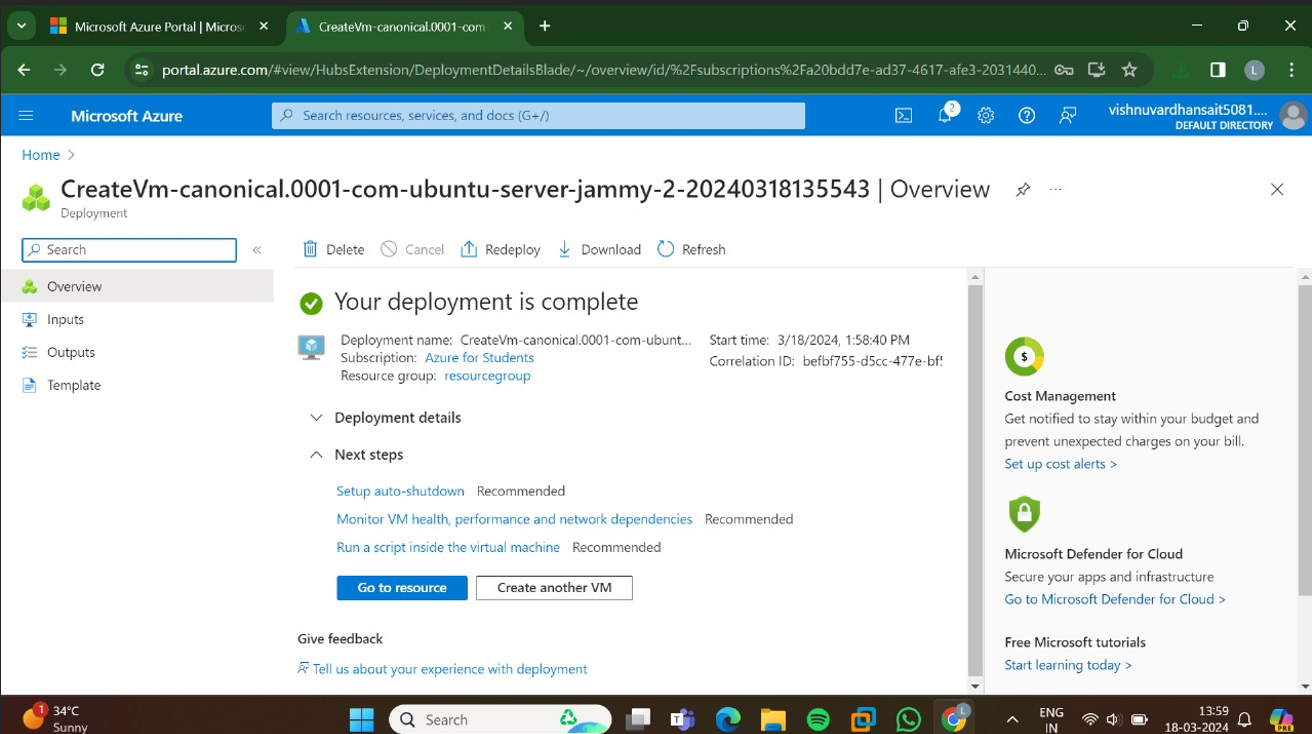 Microsoft Azure Portal | Micros
CreateVm-canonical.0001-com
portal.azure.com/#view/HubsExtension/DeploymentDetailsBlade/~/overview/id/%2Fsubscriptions%2Fa20bdd7e-ad37-4617-afe3-2031440...
L
Microsoft Azure
Search resources, services, and docs (G+/)
2
vishnuvardhansait5081....
DEFAULT DIRECTORY
Home >
CreateVm-canonical.0001-com-ubuntu-server-jammy-2-20240318135543 | Overview
Deployment
Search
Delete
Cancel
Redeploy
Download
Refresh
Overview
Inputs
Outputs
Template
Your deployment is complete
Deployment name: CreateVm-canonical.0001-com-ubunt...
Subscription: Azure for Students
Resource group: resourcegroup
Start time: 3/18/2024, 1:58:40 PM
Correlation ID: befbf755-d5cc-477e-bf
Deployment details
Next steps
Setup auto-shutdown Recommended
Monitor VM health, performance and network dependencies Recommended
Run a script inside the virtual machine Recommended
Go to resource
Create another VM
Give feedback
Tell us about your experience with deployment
$
Cost Management
Get notified to stay within your budget and
prevent unexpected charges on your bill.
Set up cost alerts >
Microsoft Defender for Cloud
Secure your apps and infrastructure
Go to Microsoft Defender for Cloud >
Free Microsoft tutorials
Start learning today >
1
34°C
Sunny
Search
L
ENG
IN
13:59
18-03-2024
PRE